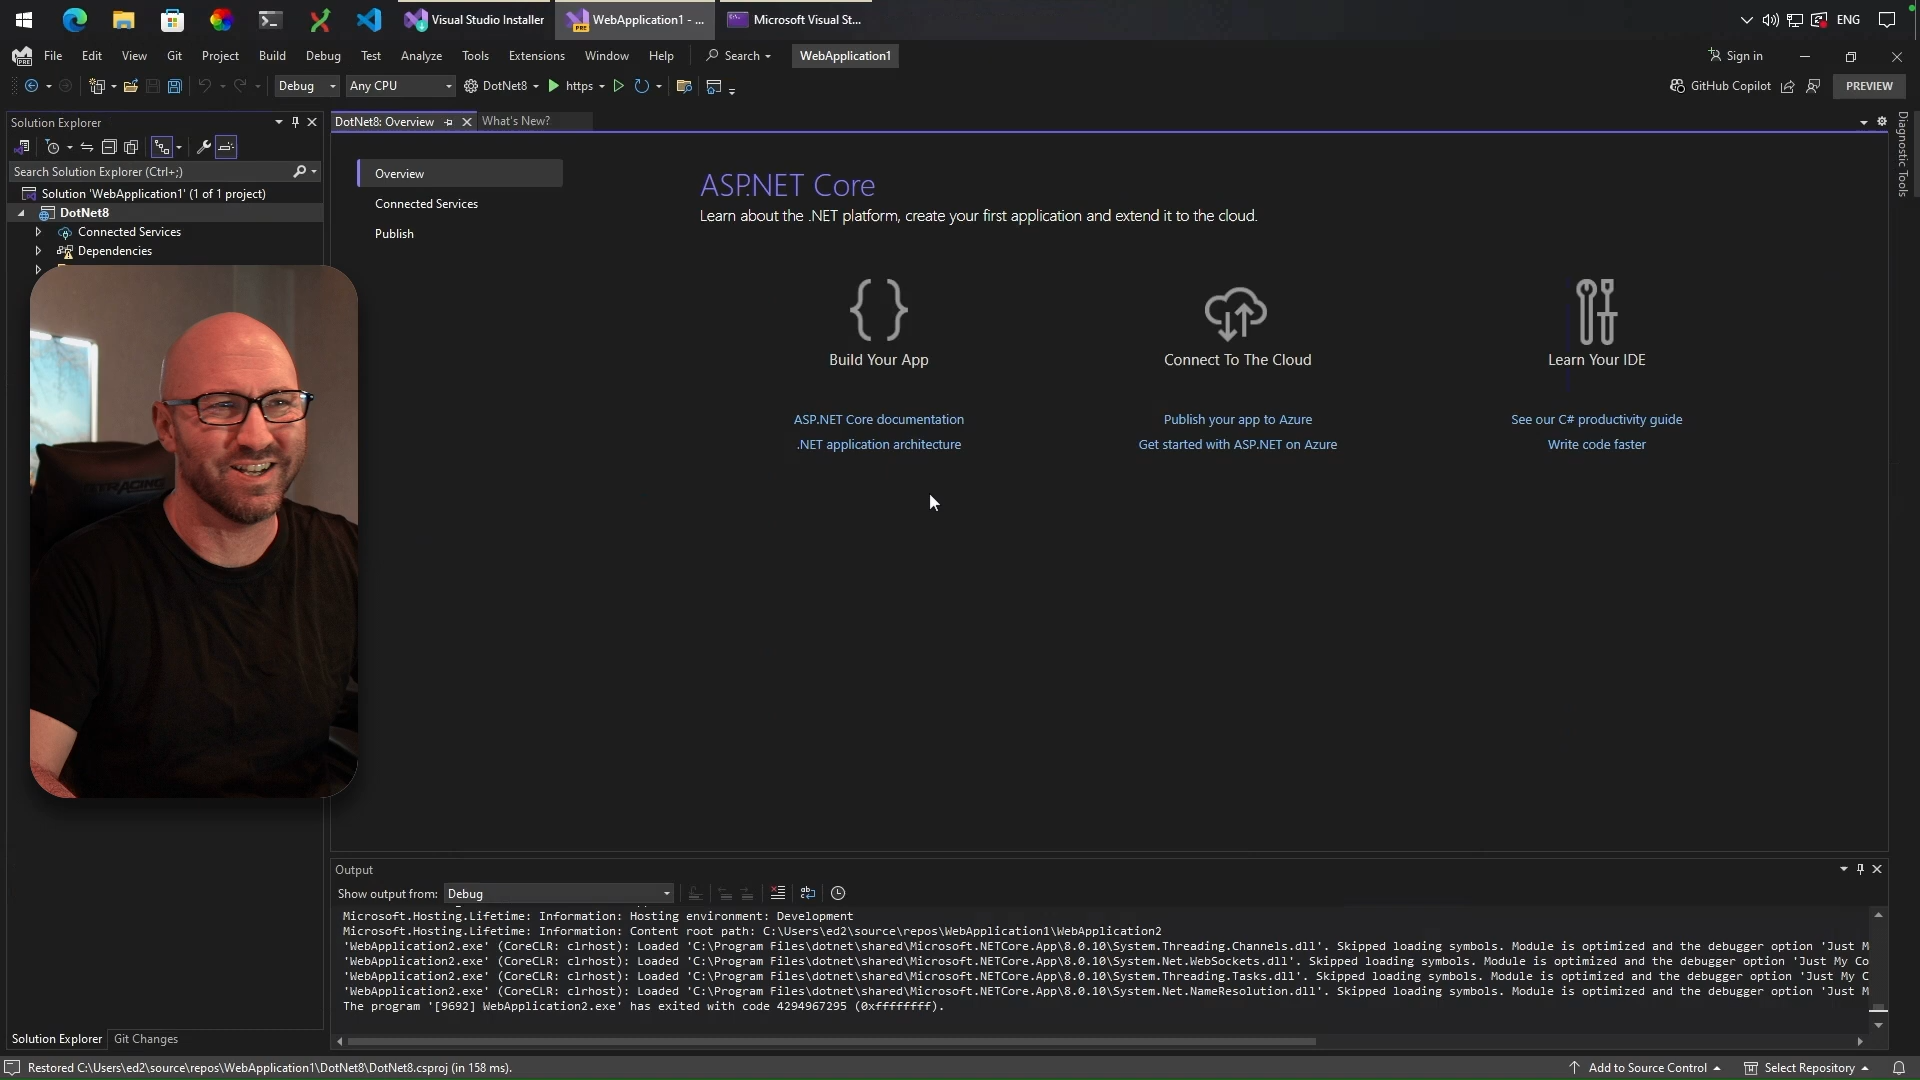 Visual Studio Installer
WebApplication1 - ...
Microsoft Visual St...
ENG
File
Edit
View
Git
Project
Build
Debug
Test
Analyze
Tools
Extensions
Window
Help
Search
WebApplication1
Sign in
Debug
Any CPU
DotNet8
https
GitHub Copilot
PREVIEW
Solution Explorer
DotNet8: Overview
What's New?
Diagnostic Tools
Search Solution Explorer (Ctrl+;)
Solution 'WebApplication1' (1 of 1 project)
DotNet8
Connected Services
Dependencies
Overview
Connected Services
Publish
ASP.NET Core
Learn about the .NET platform, create your first application and extend it to the cloud.
Build Your App
Connect To The Cloud
Learn Your IDE
ASP.NET Core documentation
Publish your app to Azure
See our C# productivity guide
.NET application architecture
Get started with ASP.NET on Azure
Write code faster
Output
Show output from:
Debug
Microsoft.Hosting.Lifetime: Information: Hosting environment: Development
Microsoft.Hosting.Lifetime: Information: Content root path: C:\Users\ed2\source\repos\WebApplication1\WebApplication2
'WebApplication2.exe' (CoreCLR: clrhost): Loaded 'C:\Program Files\dotnet\shared\Microsoft.NETCore.App\8.0.10\System.Threading.Channels.dll'. Skipped loading symbols. Module is optimized and the debugger option 'Just M
'WebApplication2.exe' (CoreCLR: clrhost): Loaded 'C:\Program Files\dotnet\shared\Microsoft.NETCore.App\8.0.10\System.Net.WebSockets.dll'. Skipped loading symbols. Module is optimized and the debugger option 'Just My Co
'WebApplication2.exe' (CoreCLR: clrhost): Loaded 'C:\Program Files\dotnet\shared\Microsoft.NETCore.App\8.0.10\System.Threading.Tasks.dll'. Skipped loading symbols. Module is optimized and the debugger option 'Just My C
'WebApplication2.exe' (CoreCLR: clrhost): Loaded 'C:\Program Files\dotnet\shared\Microsoft.NETCore.App\8.0.10\System.Net.NameResolution.dll'. Skipped loading symbols. Module is optimized and the debugger option 'Just M
The program '[9692] WebApplication2.exe' has exited with code 4294967295 (0xffffffff).
Solution Explorer
Git Changes
Restored C:\Users\ed2\source\repos\WebApplication1\DotNet8\DotNet8.csproj (in 158 ms).
Add to Source Control
Select Repository